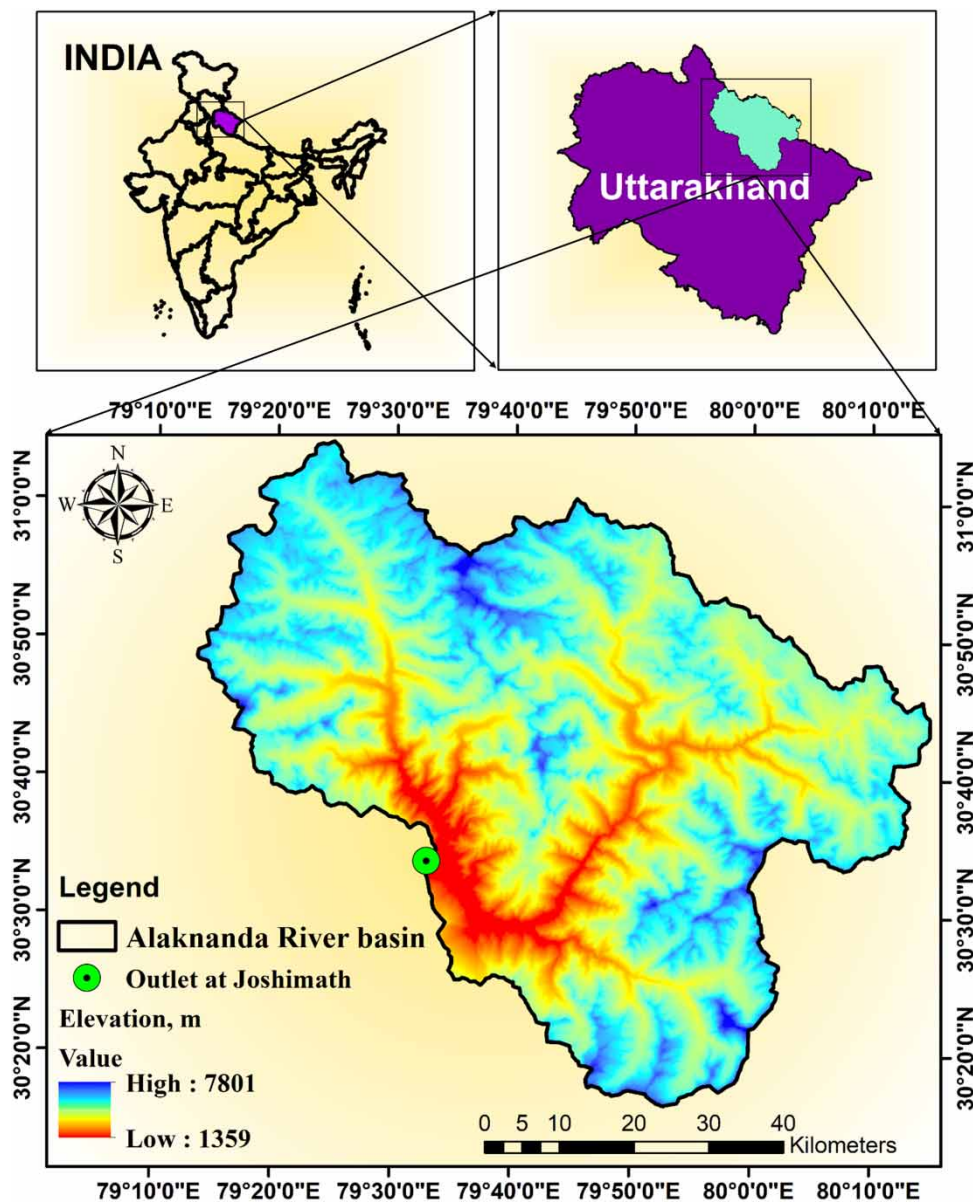 INDIA
Uttarakhand
79°10'0"E 79°20'0"E 79°30'0"E 79°40'0"E 79°50'0"E 80°0'0"E 80°10'0"E
N
W E
S
31°0'0"N
30°50'0"N
30°40'0"N
30°30'0"N
30°20'0"N
31°0'0"N
30°50'0"N
30°40'0"N
30°30'0"N
30°20'0"N
Legend
Alaknanda River basin
Outlet at Joshimath
Elevation, m
Value
High : 7801
Low : 1359
0 5 10 20 30 40
Kilometers
79°10'0"E 79°20'0"E 79°30'0"E 79°40'0"E 79°50'0"E 80°0'0"E 80°10'0"E